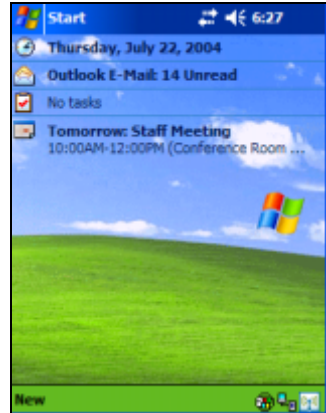 Start 6:27
Thursday, July 22, 2004
Outlook E-Mail: 14 Unread
No tasks
Tomorrow: Staff Meeting
10:00AM-12:00PM (Conference Room ...
New